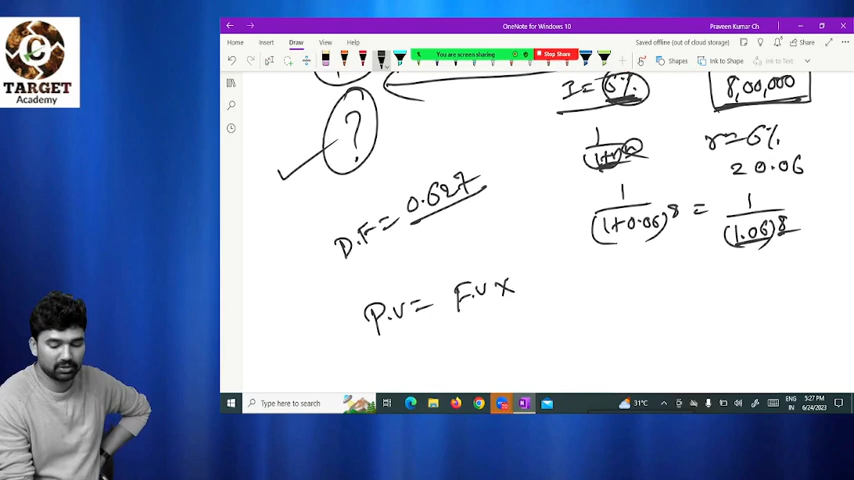 TARGET
Academy
OneNote for Windows 10
Praveen Kumar Ch
Home Insert Draw View Help
You are screen sharing
Stop Share
Saved offline (out of cloud storage)
Share
Shapes
Ink to Shape
Ink to Text
I = 6%
8,00,000
?
r = 6%
= 0.06
D.F = 0.627
1
(1+0.06)^8
=
1
(1.06)^8
P.V = F.V x
Type here to search
31°C
ENG
IN
5:27 PM
6/24/2023